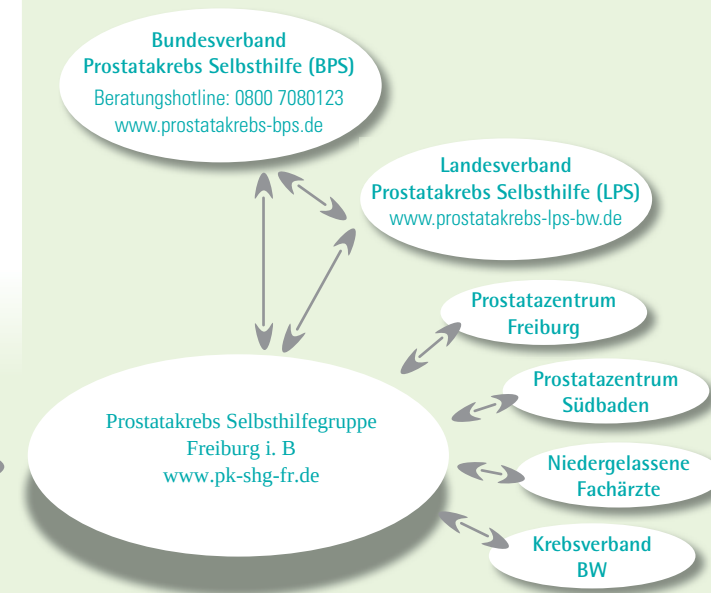 Bundesverband
Prostatakrebs Selbsthilfe (BPS)
Beratungshotline: 0800 7080123
www.prostatakrebs-bps.de
Landesverband
Prostatakrebs Selbsthilfe (LPS)
www.prostatakrebs-lps-bw.de
Prostatazentrum
Freiburg
Prostatazentrum
Südbaden
Prostatakrebs Selbsthilfegruppe
Freiburg i. B
www.pk-shg-fr.de
Niedergelassene
Fachärzte
Krebsverband
BW